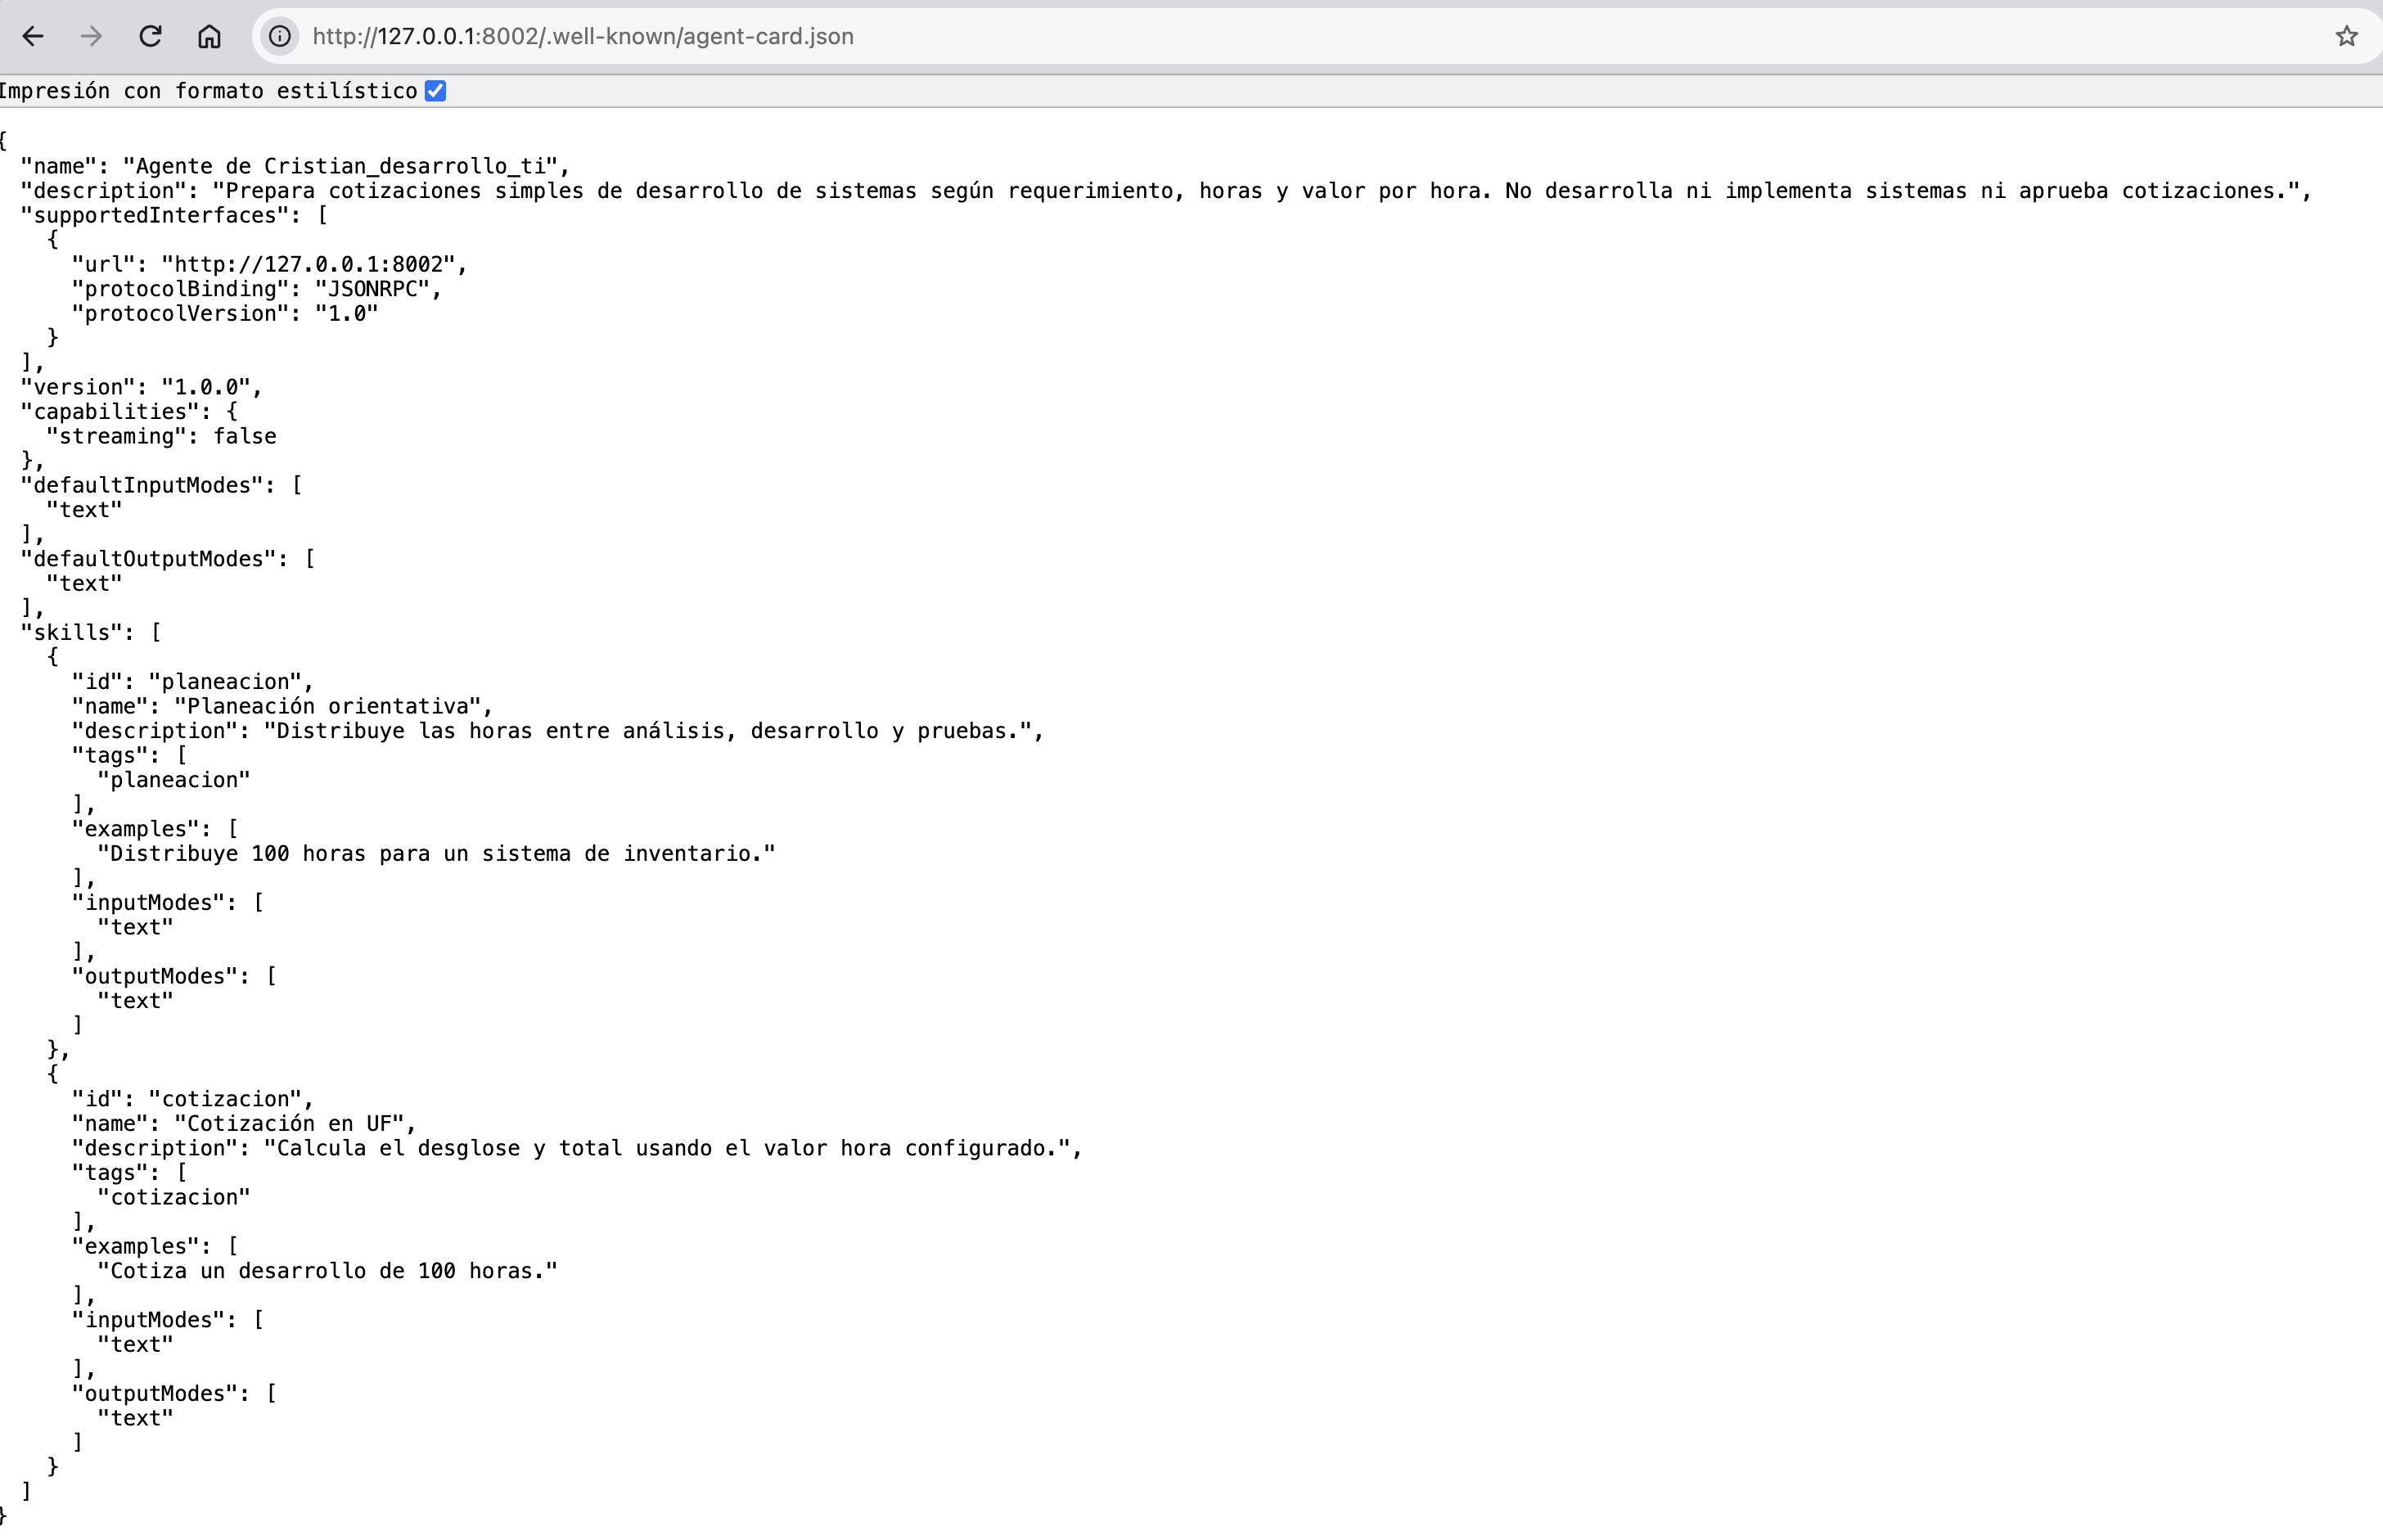 http://127.0.0.1:8002/.well-known/agent-card.json
Impresión con formato estilístico
{
  "name": "Agente de Cristian_desarrollo_ti",
  "description": "Prepara cotizaciones simples de desarrollo de sistemas según requerimiento, horas y valor por hora. No desarrolla ni implementa sistemas ni aprueba cotizaciones.",
  "supportedInterfaces": [
    {
      "url": "http://127.0.0.1:8002",
      "protocolBinding": "JSONRPC",
      "protocolVersion": "1.0"
    }
  ],
  "version": "1.0.0",
  "capabilities": {
    "streaming": false
  },
  "defaultInputModes": [
    "text"
  ],
  "defaultOutputModes": [
    "text"
  ],
  "skills": [
    {
      "id": "planeacion",
      "name": "Planeación orientativa",
      "description": "Distribuye las horas entre análisis, desarrollo y pruebas.",
      "tags": [
        "planeacion"
      ],
      "examples": [
        "Distribuye 100 horas para un sistema de inventario."
      ],
      "inputModes": [
        "text"
      ],
      "outputModes": [
        "text"
      ]
    },
    {
      "id": "cotizacion",
      "name": "Cotización en UF",
      "description": "Calcula el desglose y total usando el valor hora configurado.",
      "tags": [
        "cotizacion"
      ],
      "examples": [
        "Cotiza un desarrollo de 100 horas."
      ],
      "inputModes": [
        "text"
      ],
      "outputModes": [
        "text"
      ]
    }
  ]
}